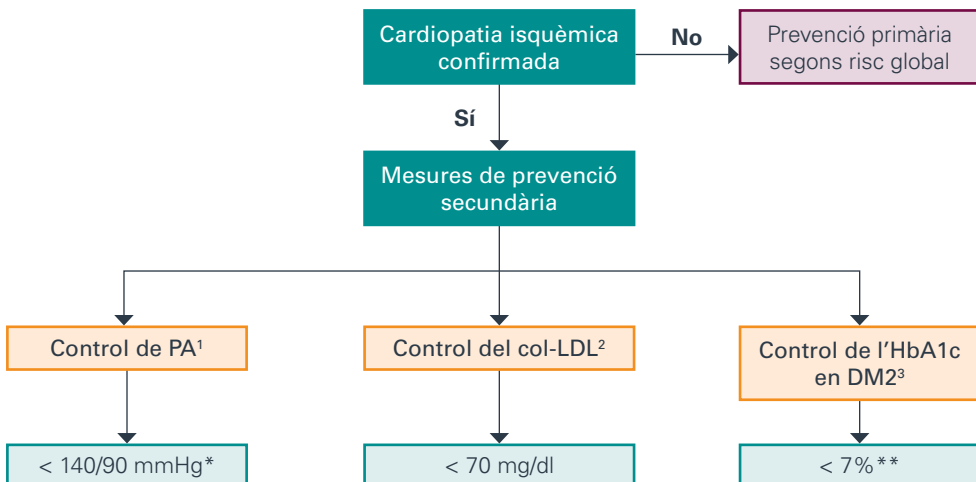 Cardiopatia isquèmica
confirmada
No
Prevenció primària
segons risc global
Sí
Mesures de prevenció
secundària
Control de PA¹
Control del col-LDL²
Control de l'HbA1c
en DM2³
< 140/90 mmHg*
< 70 mg/dl
< 7%**